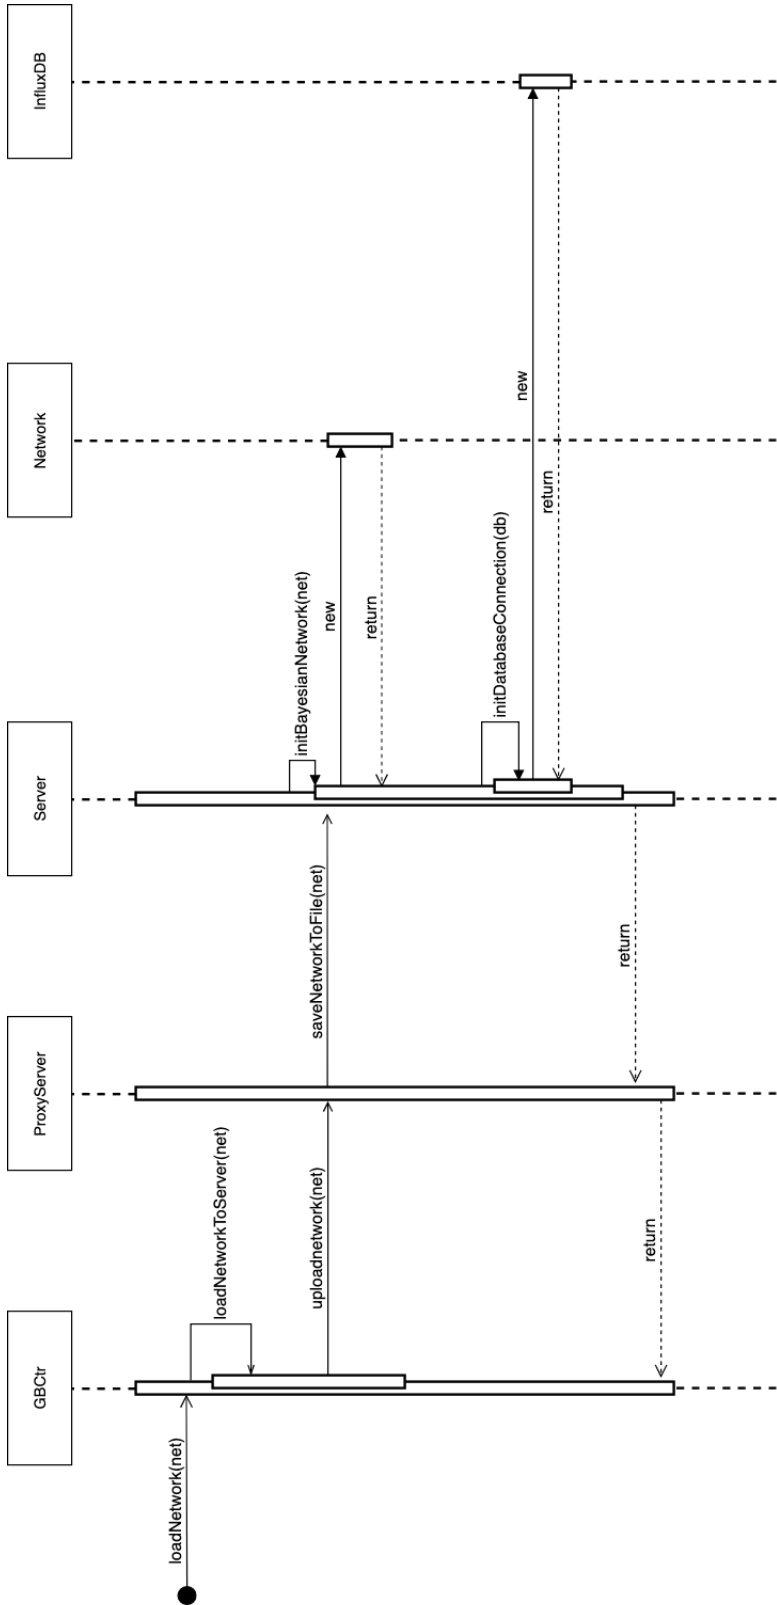 GBCtr
ProxyServer
Server
Network
InfluxDB
loadNetwork(net)
loadNetworkToServer(net)
uploadnetwork(net)
saveNetworkToFile(net)
initBayesianNetwork(net)
new
return
initDatabaseConnection(db)
new
return
return
return